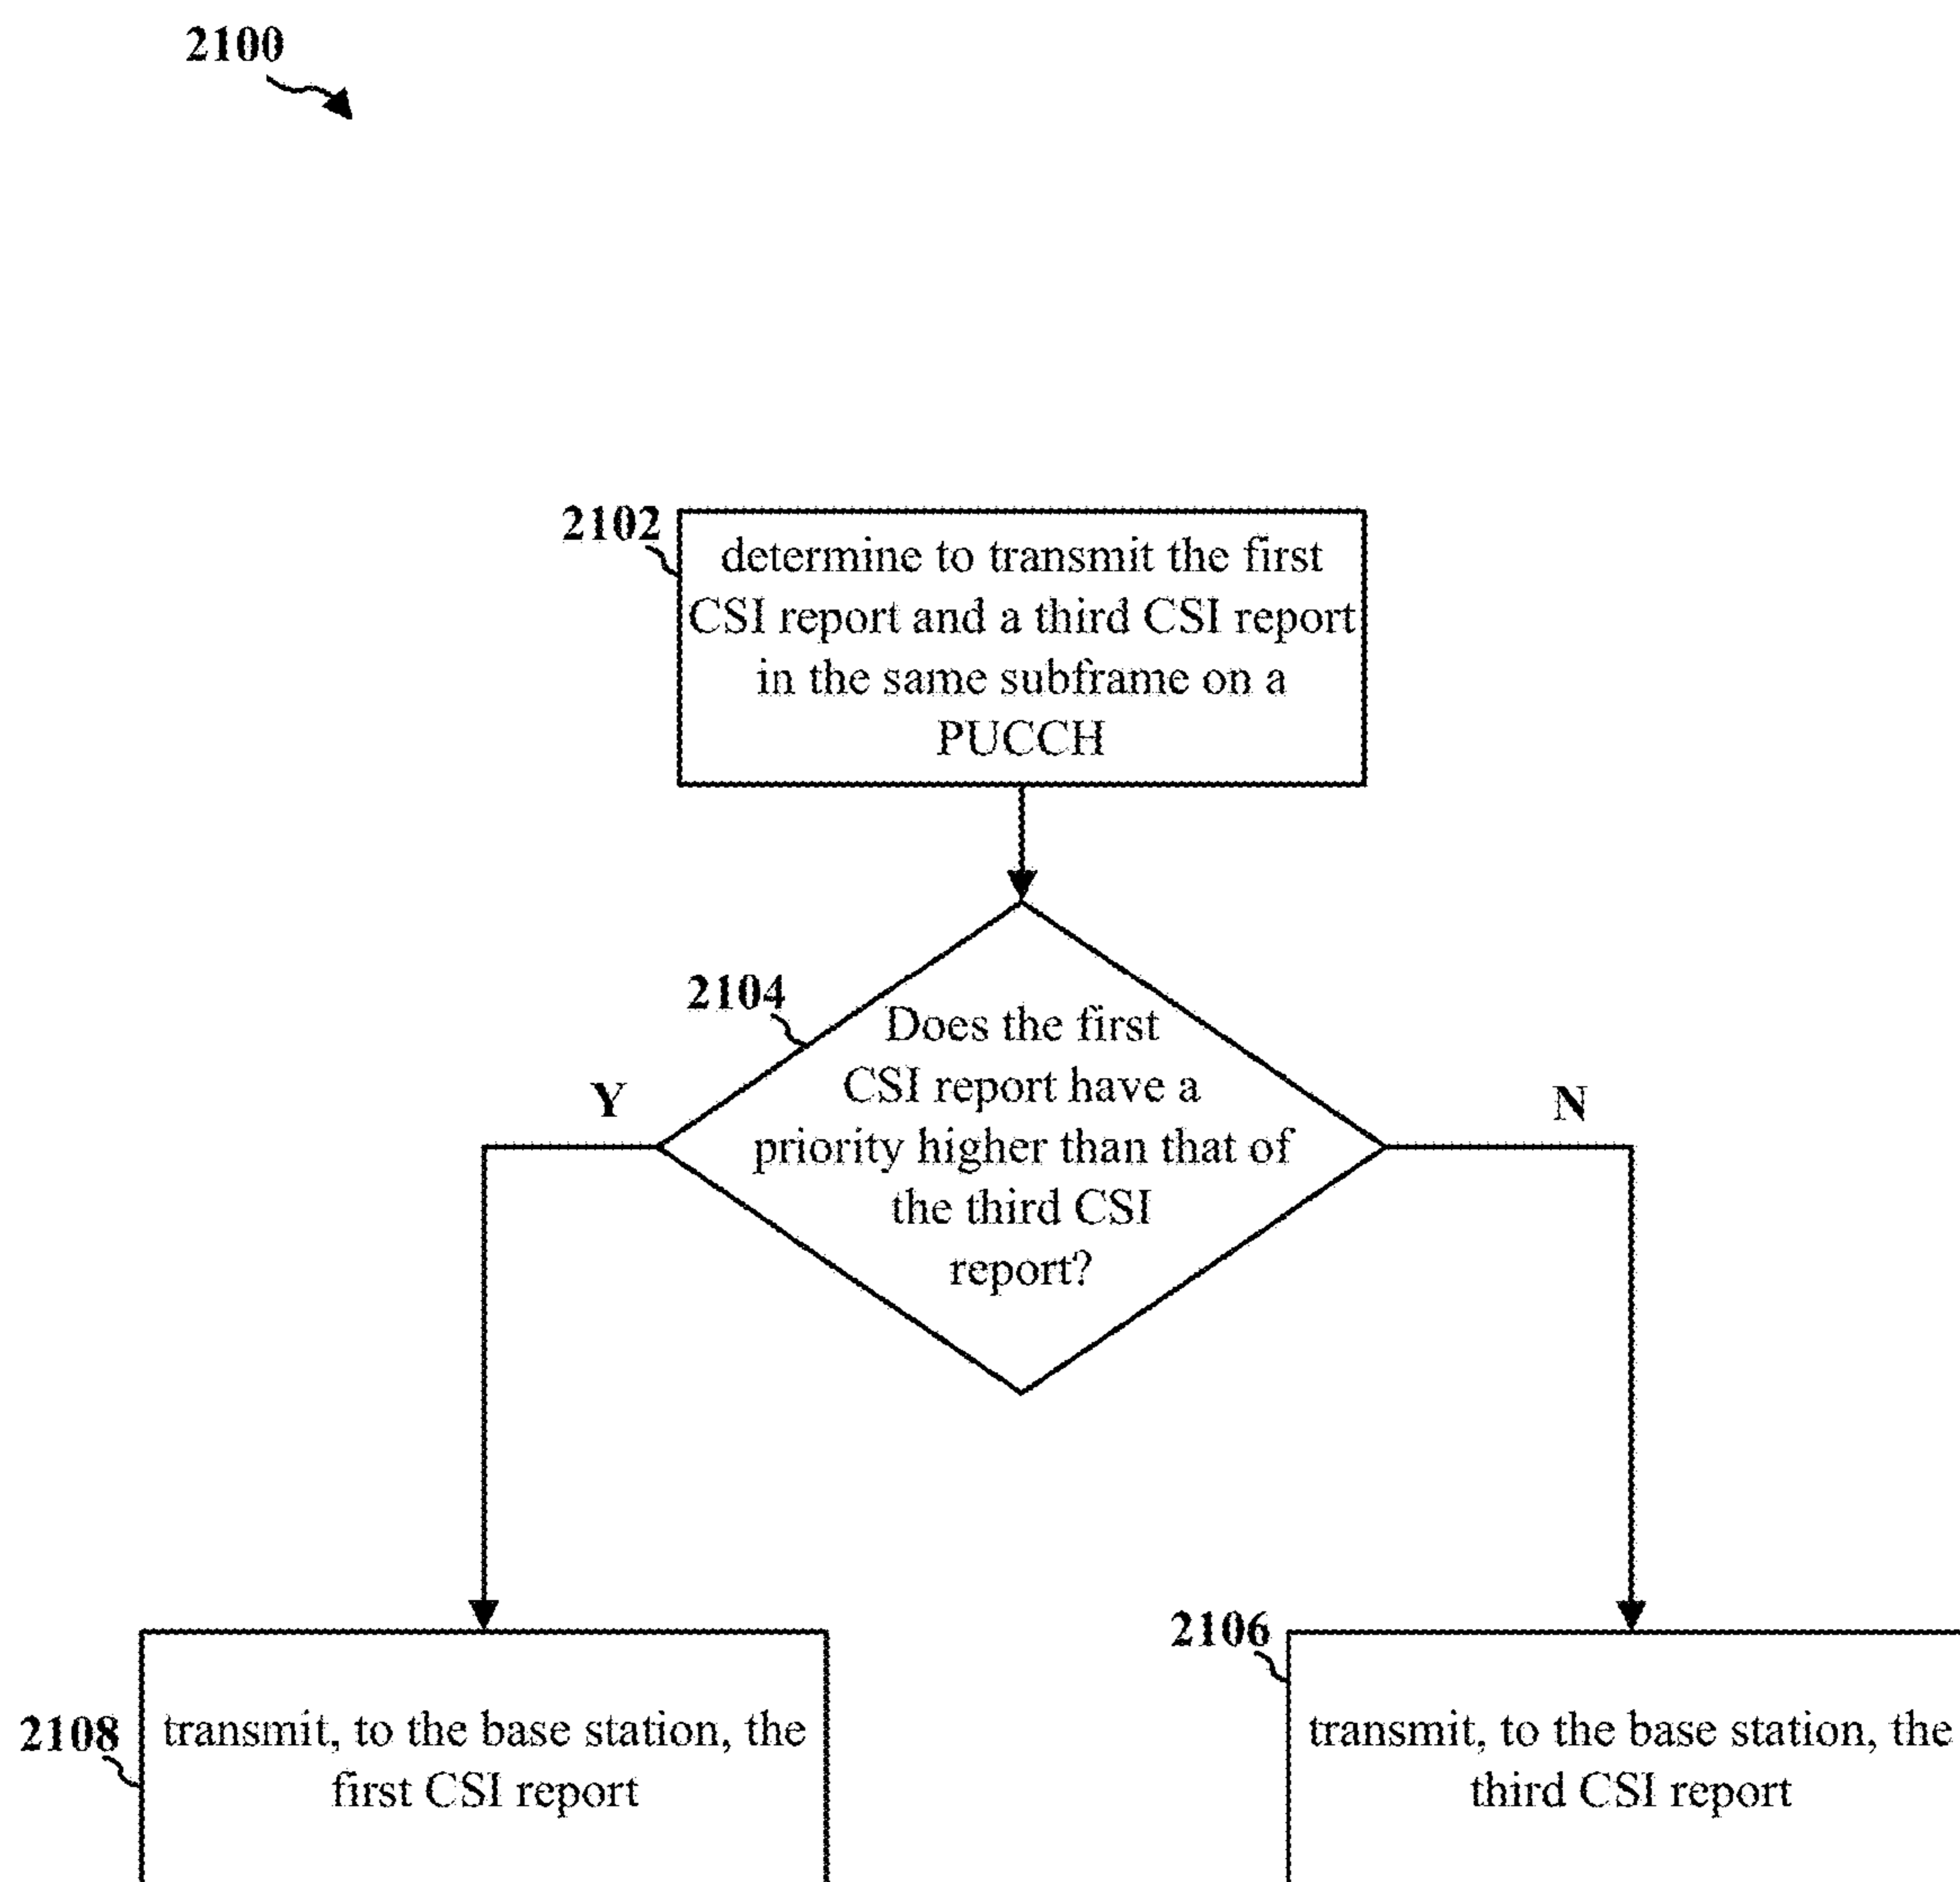 2100
2102
determine to transmit the first
CSI report and a third CSI report
in the same subframe on a
PUCCH
2104
Does the first
CSI report have a
priority higher than that of
the third CSI
report?
Y
N
2108
transmit, to the base station, the
first CSI report
2106
transmit, to the base station, the
third CSI report